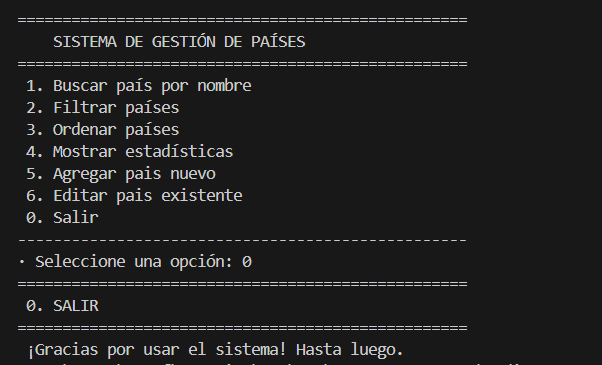 ==================================================
SISTEMA DE GESTIÓN DE PAÍSES
==================================================
1. Buscar país por nombre
2. Filtrar países
3. Ordenar países
4. Mostrar estadísticas
5. Agregar pais nuevo
6. Editar pais existente
0. Salir
--------------------------------------------------
· Seleccione una opción: 0
==================================================
0. SALIR
==================================================
¡Gracias por usar el sistema! Hasta luego.